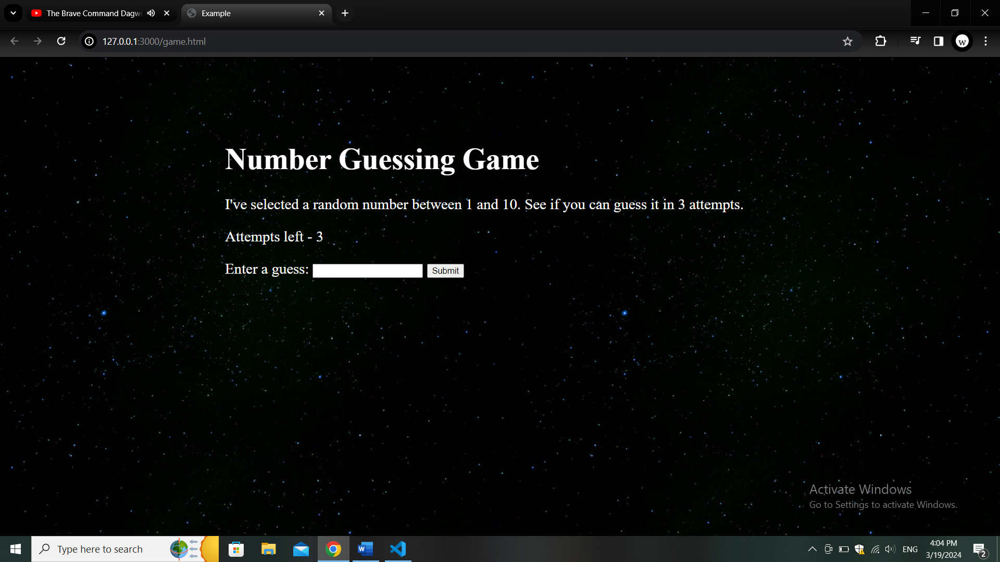 The Brave Command Dagw
Example
127.0.0.1:3000/game.html
w
Number Guessing Game
I've selected a random number between 1 and 10. See if you can guess it in 3 attempts.
Attempts left - 3
Enter a guess: Submit
Activate Windows
Go to Settings to activate Windows.
Type here to search
W
ENG
4:04 PM
3/19/2024
2